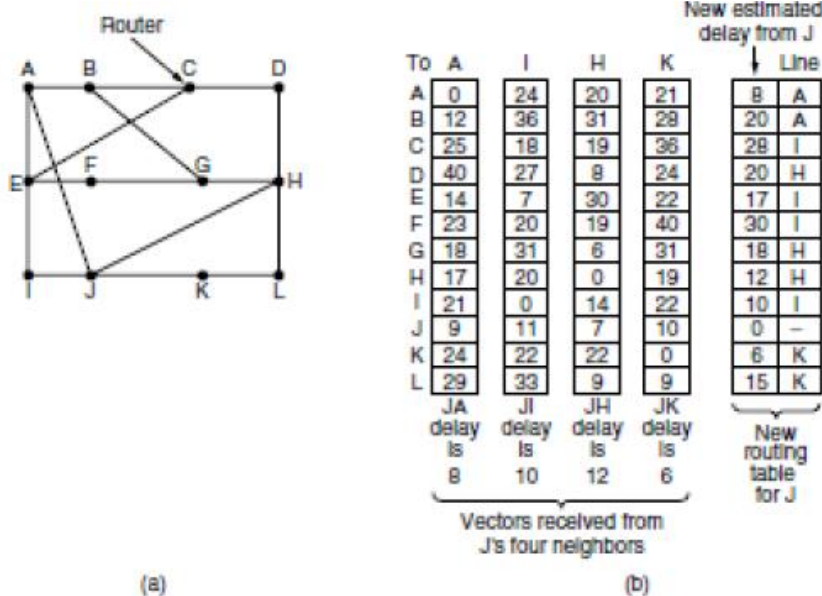 Router
A B C D
E F G H
I J K L
(a)
New estimated
delay from J
To A I H K Line
A 0 24 20 21 8 A
B 12 36 31 28 20 A
C 25 18 19 36 28 I
D 40 27 8 24 20 H
E 14 7 30 22 17 I
F 23 20 19 40 30 I
G 18 31 6 31 18 H
H 17 20 0 19 12 H
I 21 0 14 22 10 I
J 9 11 7 10 0 –
K 24 22 22 0 6 K
L 29 33 9 9 15 K
JA JI JH JK
delay delay delay delay
is is is is
8 10 12 6
New
routing
table
for J
Vectors received from
J's four neighbors
(b)